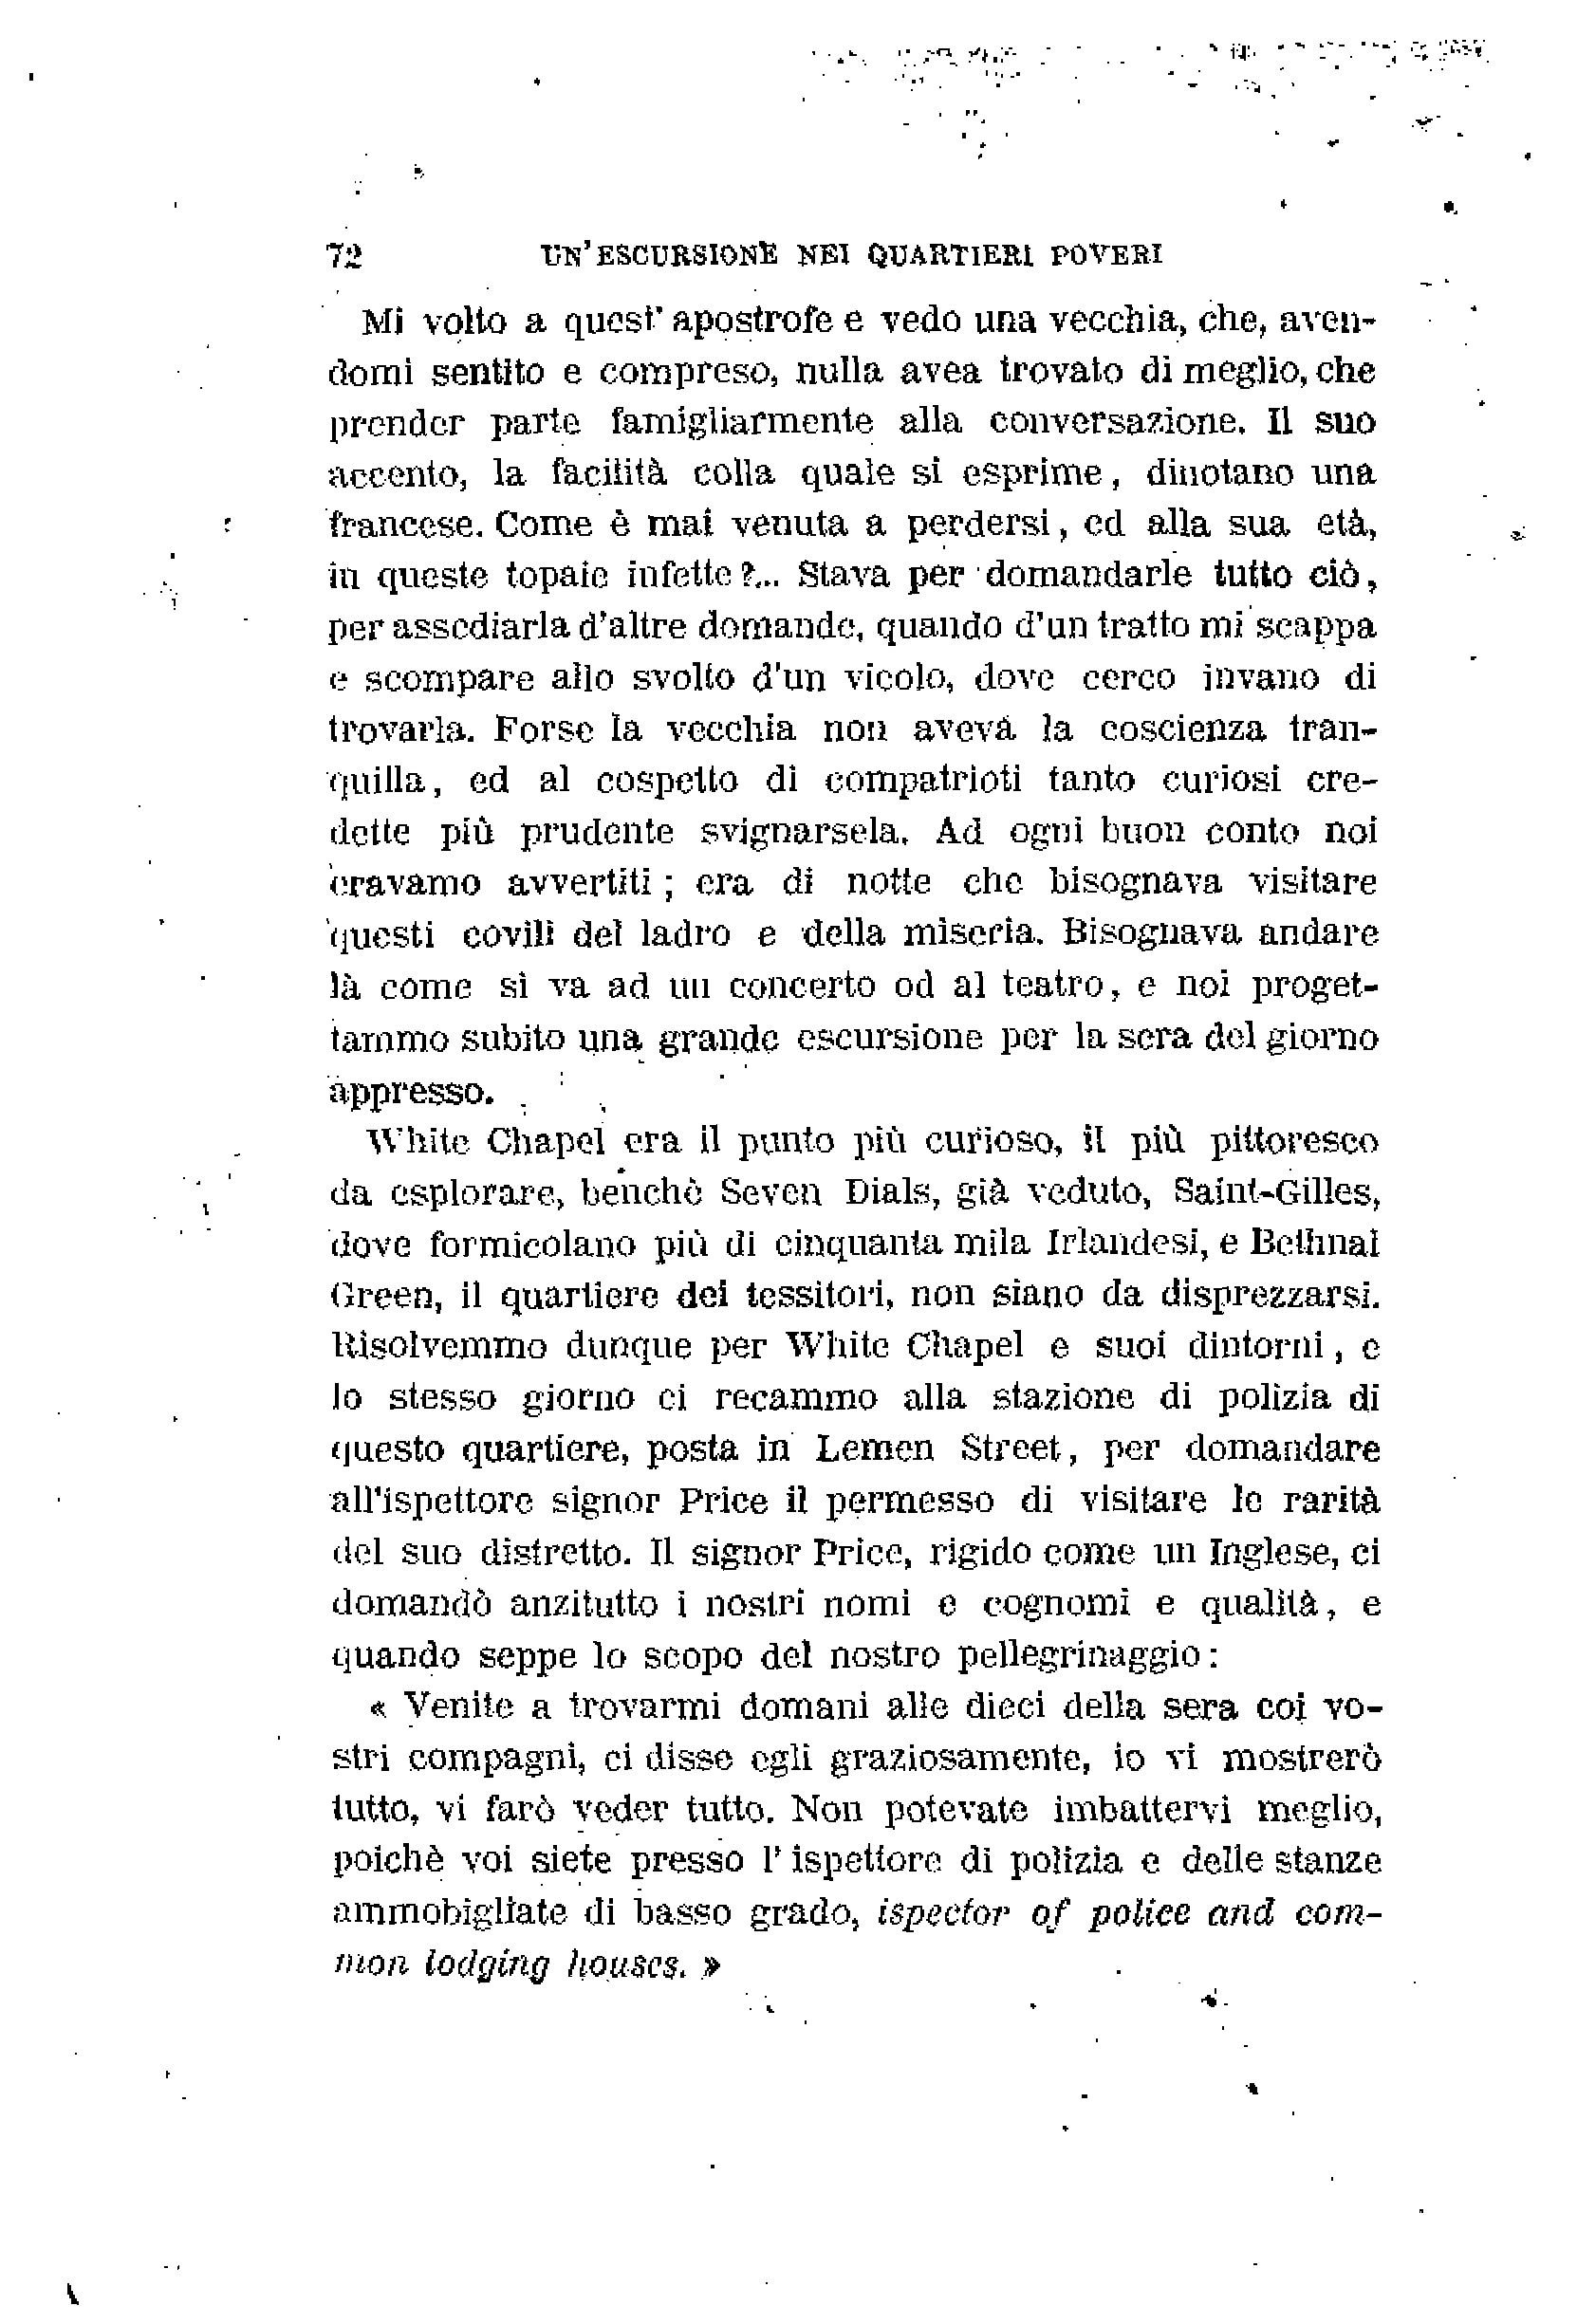 72 UN'ESCURSIONE NEI QUARTIERI POVERI
Mi volto a quest' apostrofe e vedo una vecchia, che, aven-
domi sentito e compreso, nulla avea trovato di meglio, che
prender parte famigliarmente alla conversazione. Il suo
accento, la facilità colla quale si esprime, dinotano una
francese. Come è mai venuta a perdersi, ed alla sua età,
in queste topaie infette?... Stava per domandarle tutto ciò,
per assediarla d'altre domande, quando d'un tratto mi scappa
e scompare allo svolto d'un vicolo, dove cerco invano di
trovarla. Forse la vecchia non aveva la coscienza tran-
quilla, ed al cospetto di compatrioti tanto curiosi cre-
dette più prudente svignarsela. Ad ogni buon conto noi
eravamo avvertiti; era di notte che bisognava visitare
questi covili del ladro e della miseria. Bisognava andare
là come si va ad un concerto od al teatro, e noi proget-
tammo subito una grande escursione per la sera del giorno
appresso.
White Chapel era il punto più curioso, il più pittoresco
da esplorare, benchè Seven Dials, già veduto, Saint-Gilles,
dove formicolano più di cinquanta mila Irlandesi, e Bethnal
Green, il quartiere dei tessitori, non siano da disprezzarsi.
Risolvemmo dunque per White Chapel e suoi dintorni, e
lo stesso giorno ci recammo alla stazione di polizia di
questo quartiere, posta in Lemen Street, per domandare
all'ispettore signor Price il permesso di visitare le rarità
del suo distretto. Il signor Price, rigido come un Inglese, ci
domandò anzitutto i nostri nomi e cognomi e qualità, e
quando seppe lo scopo del nostro pellegrinaggio:
« Venite a trovarmi domani alle dieci della sera coi vo-
stri compagni, ci disse egli graziosamente, io vi mostrerò
tutto, vi farò veder tutto. Non potevate imbattervi meglio,
poichè voi siete presso l' ispettore di polizia e delle stanze
ammobigliate di basso grado, ispector of police and com-
mon lodging houses. »